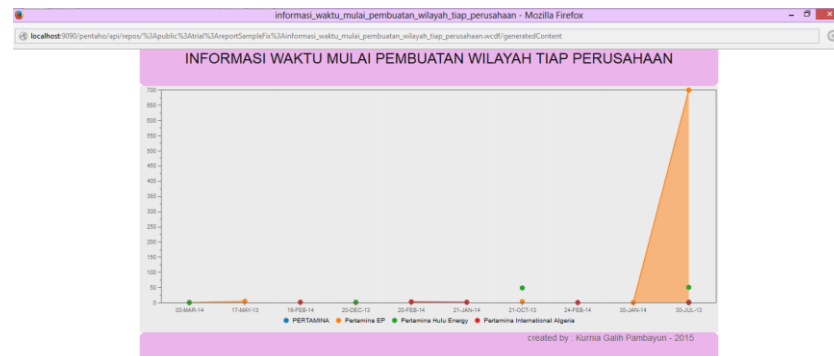 informasi_waktu_mulai_pembuatan_wilayah_tiap_perusahaan - Mozilla Firefox
localhost:9090/pentaho/api/repos/%3Apublic%3Atrial%3AreportSampleFix%3Ainformasi_waktu_mulai_pembuatan_wilayah_tiap_perusahaan.wcdf/generatedContent
INFORMASI WAKTU MULAI PEMBUATAN WILAYAH TIAP PERUSAHAAN
700
650
600
550
500
450
400
350
300
250
200
150
100
50
0
03-MAR-14 17-MAY-13 19-FEB-14 20-DEC-13 20-FEB-14 21-JAN-14 21-OCT-13 24-FEB-14 30-JAN-14 30-JUL-13
PERTAMINA Pertamina EP Pertamina Hulu Energy Pertamina International Algeria
created by : Kurnia Galih Pambayun - 2015